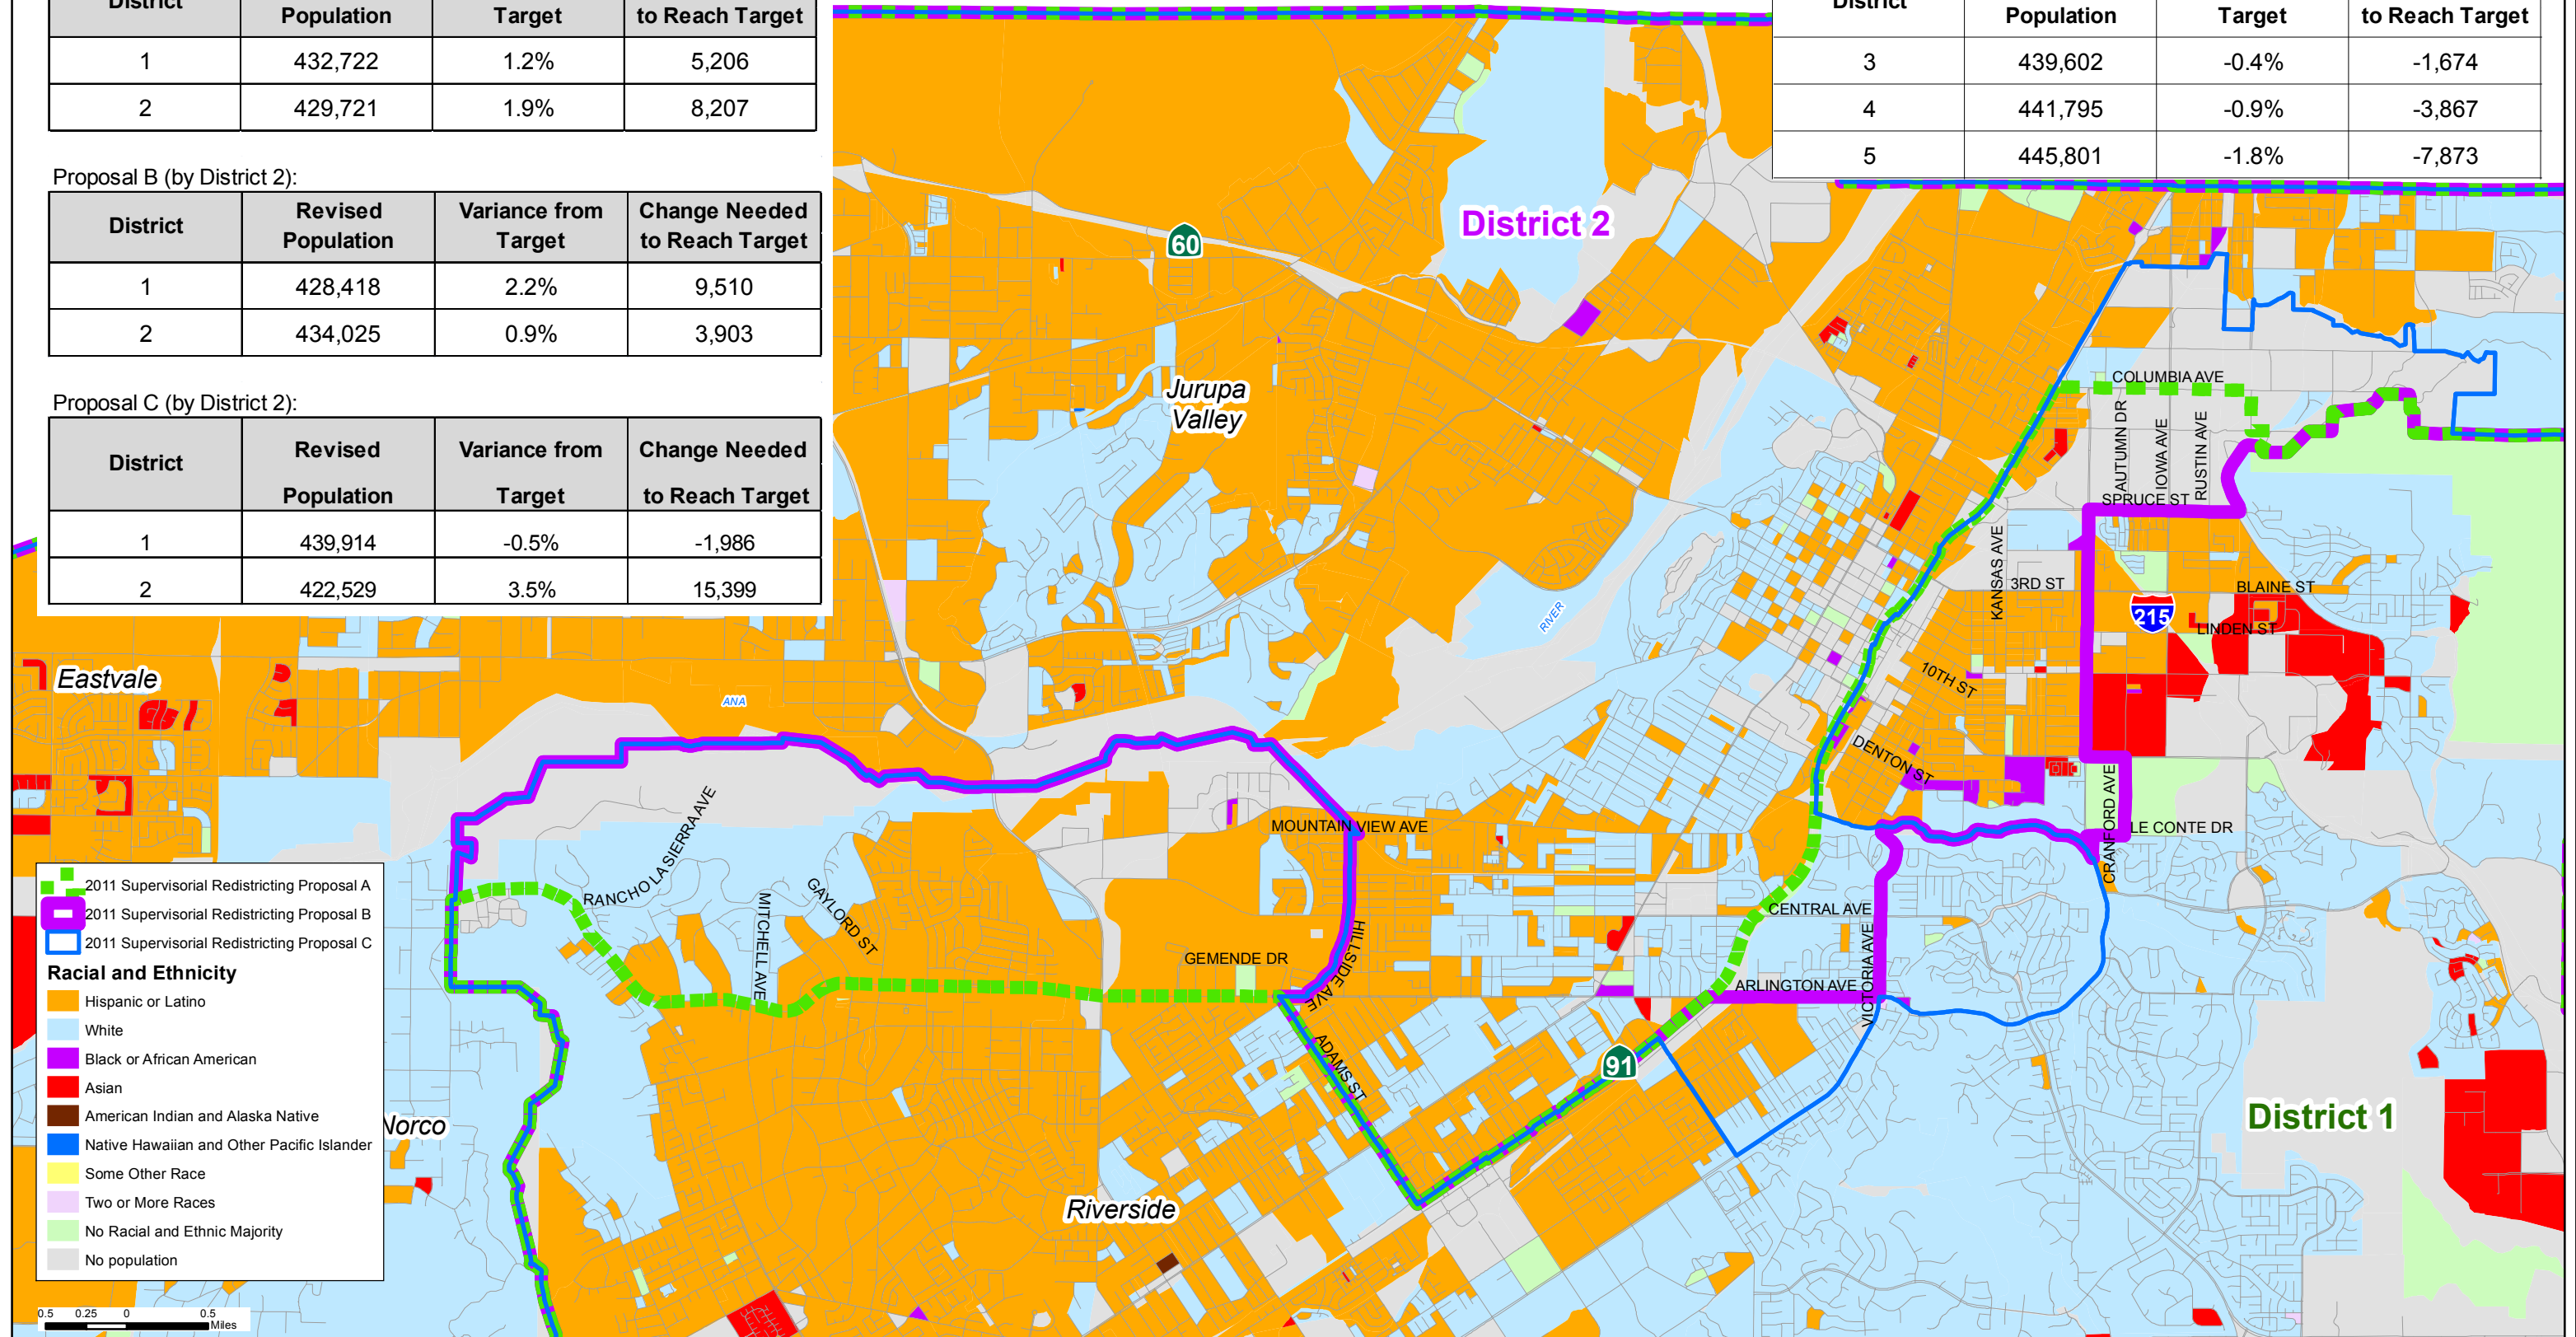 District Population Target to Reach Target
1 432,722 1.2% 5,206
2 429,721 1.9% 8,207
Proposal B (by District 2):
District Revised Population Variance from Target Change Needed to Reach Target
1 428,418 2.2% 9,510
2 434,025 0.9% 3,903
Proposal C (by District 2):
District Revised Population Variance from Target Change Needed to Reach Target
1 439,914 -0.5% -1,986
2 422,529 3.5% 15,399
District Population Target to Reach Target
3 439,602 -0.4% -1,674
4 441,795 -0.9% -3,867
5 445,801 -1.8% -7,873
District 2
60
Jurupa
Valley
COLUMBIA AVE
AUTUMN DR
IOWA AVE
RUSTIN AVE
SPRUCE ST
KANSAS AVE
3RD ST
BLAINE ST
215
LINDEN ST
RIVER
10TH ST
Eastvale
ANA
DENTON ST
CRANFORD AVE
LE CONTE DR
MOUNTAIN VIEW AVE
RANCHO LA SIERRA AVE
MITCHELL AVE
GAYLORD ST
GEMENDE DR
HILLSIDE AVE
CENTRAL AVE
VICTORIA AVE
ARLINGTON AVE
ADAMS ST
91
District 1
Norco
Riverside
2011 Supervisorial Redistricting Proposal A
2011 Supervisorial Redistricting Proposal B
2011 Supervisorial Redistricting Proposal C
Racial and Ethnicity
Hispanic or Latino
White
Black or African American
Asian
American Indian and Alaska Native
Native Hawaiian and Other Pacific Islander
Some Other Race
Two or More Races
No Racial and Ethnic Majority
No population
0.5 0.25 0 0.5
Miles